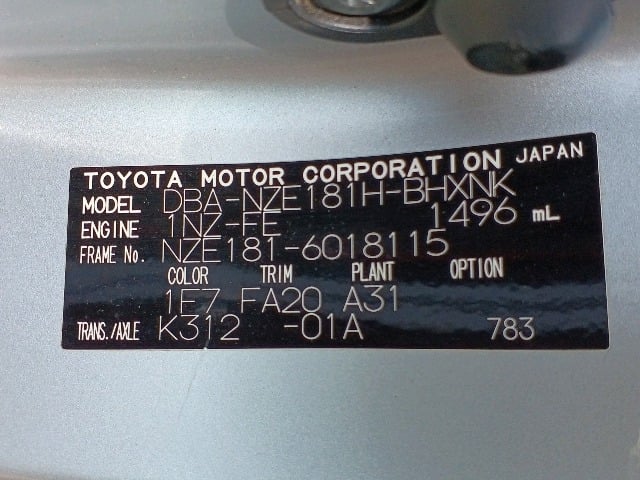 TOYOTA MOTOR CORPORATION JAPAN
MODEL DBA-NZE181H-BHXNK
ENGINE 1NZ-FE 1496 mL
FRAME No. NZE181-6018115
COLOR TRIM PLANT OPTION
1E7 FA20 A31
TRANS./AXLE K312 -01A 783